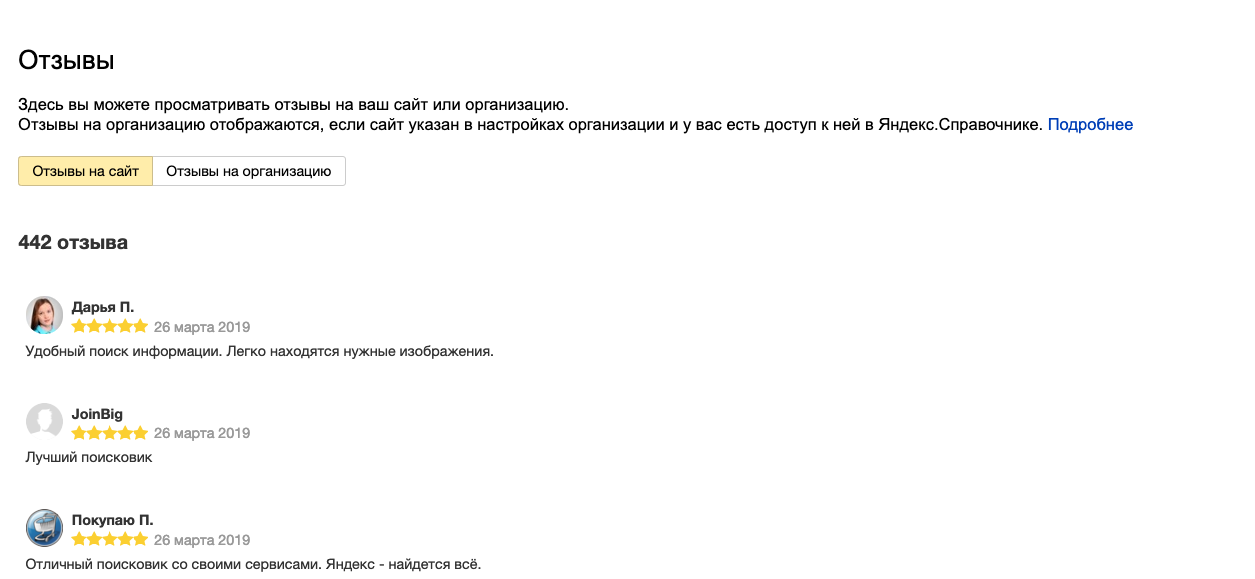 Отзывы
Здесь вы можете просматривать отзывы на ваш сайт или организацию.
Отзывы на организацию отображаются, если сайт указан в настройках организации и у вас есть доступ к ней в Яндекс.Справочнике. Подробнее
Отзывы на сайт Отзывы на организацию
442 отзыва
Дарья П.
26 марта 2019
Удобный поиск информации. Легко находятся нужные изображения.
JoinBig
26 марта 2019
Лучший поисковик
Покупаю П.
26 марта 2019
Отличный поисковик со своими сервисами. Яндекс - найдется всё.